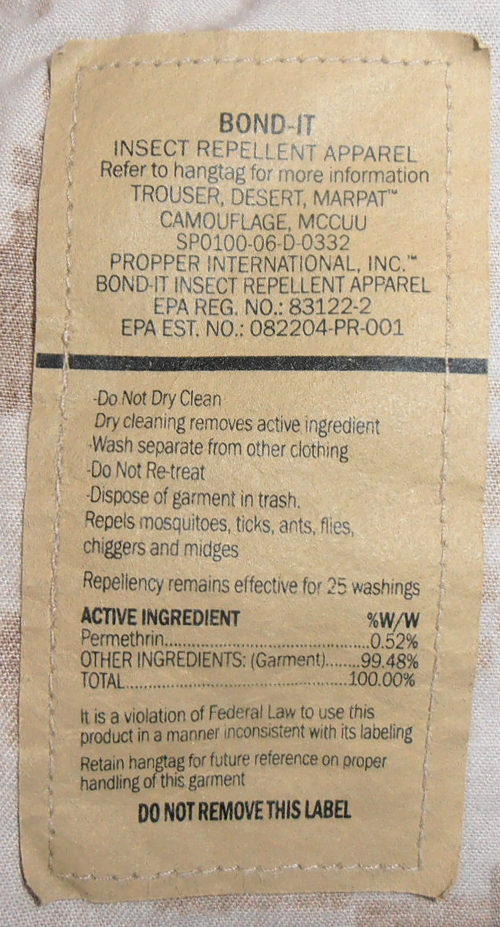 BOND-IT
INSECT REPELLENT APPAREL
Refer to hangtag for more information
TROUSER, DESERT, MARPAT™
CAMOUFLAGE, MCCUU
SP0100-06-D-0332
PROPPER INTERNATIONAL, INC.™
BOND-IT INSECT REPELLENT APPAREL
EPA REG. NO.: 83122-2
EPA EST. NO.: 082204-PR-001
-Do Not Dry Clean
Dry cleaning removes active ingredient
-Wash separate from other clothing
-Do Not Re-treat
-Dispose of garment in trash.
Repels mosquitoes, ticks, ants, flies,
chiggers and midges
Repellency remains effective for 25 washings
ACTIVE INGREDIENT %W/W
Permethrin.......................................0.52%
OTHER INGREDIENTS: (Garment).......99.48%
TOTAL.............................................100.00%
It is a violation of Federal Law to use this
product in a manner inconsistent with its labeling
Retain hangtag for future reference on proper
handling of this garment
DO NOT REMOVE THIS LABEL